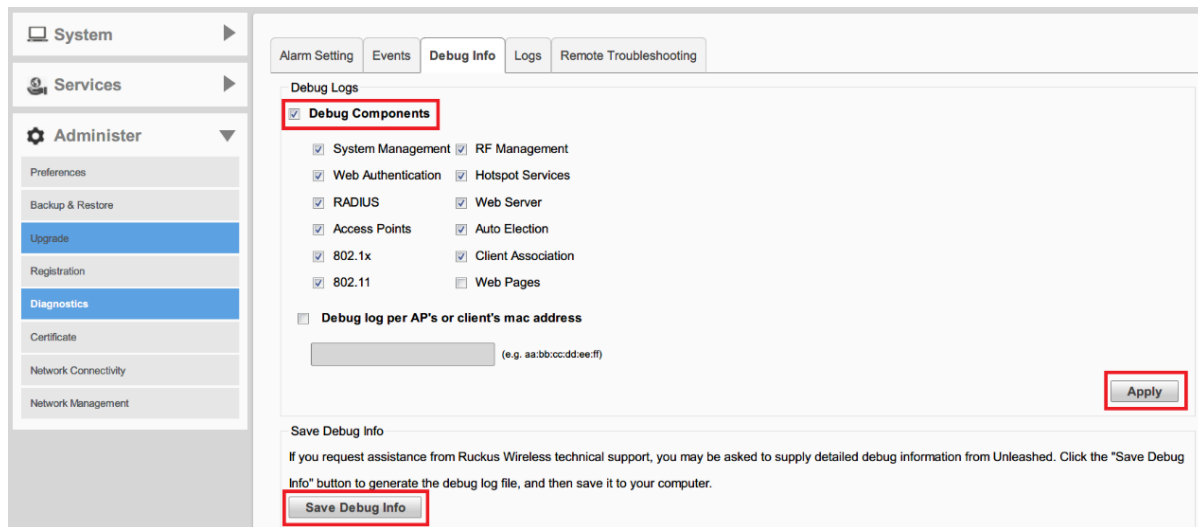 System
Services
Administer
Preferences
Backup & Restore
Upgrade
Registration
Diagnostics
Certificate
Network Connectivity
Network Management
Alarm Setting Events Debug Info Logs Remote Troubleshooting
Debug Logs
Debug Components
System Management RF Management
Web Authentication Hotspot Services
RADIUS Web Server
Access Points Auto Election
802.1x Client Association
802.11 Web Pages
Debug log per AP's or client's mac address
(e.g. aa:bb:cc:dd:ee:ff)
Apply
Save Debug Info
If you request assistance from Ruckus Wireless technical support, you may be asked to supply detailed debug information from Unleashed. Click the "Save Debug
Info" button to generate the debug log file, and then save it to your computer.
Save Debug Info